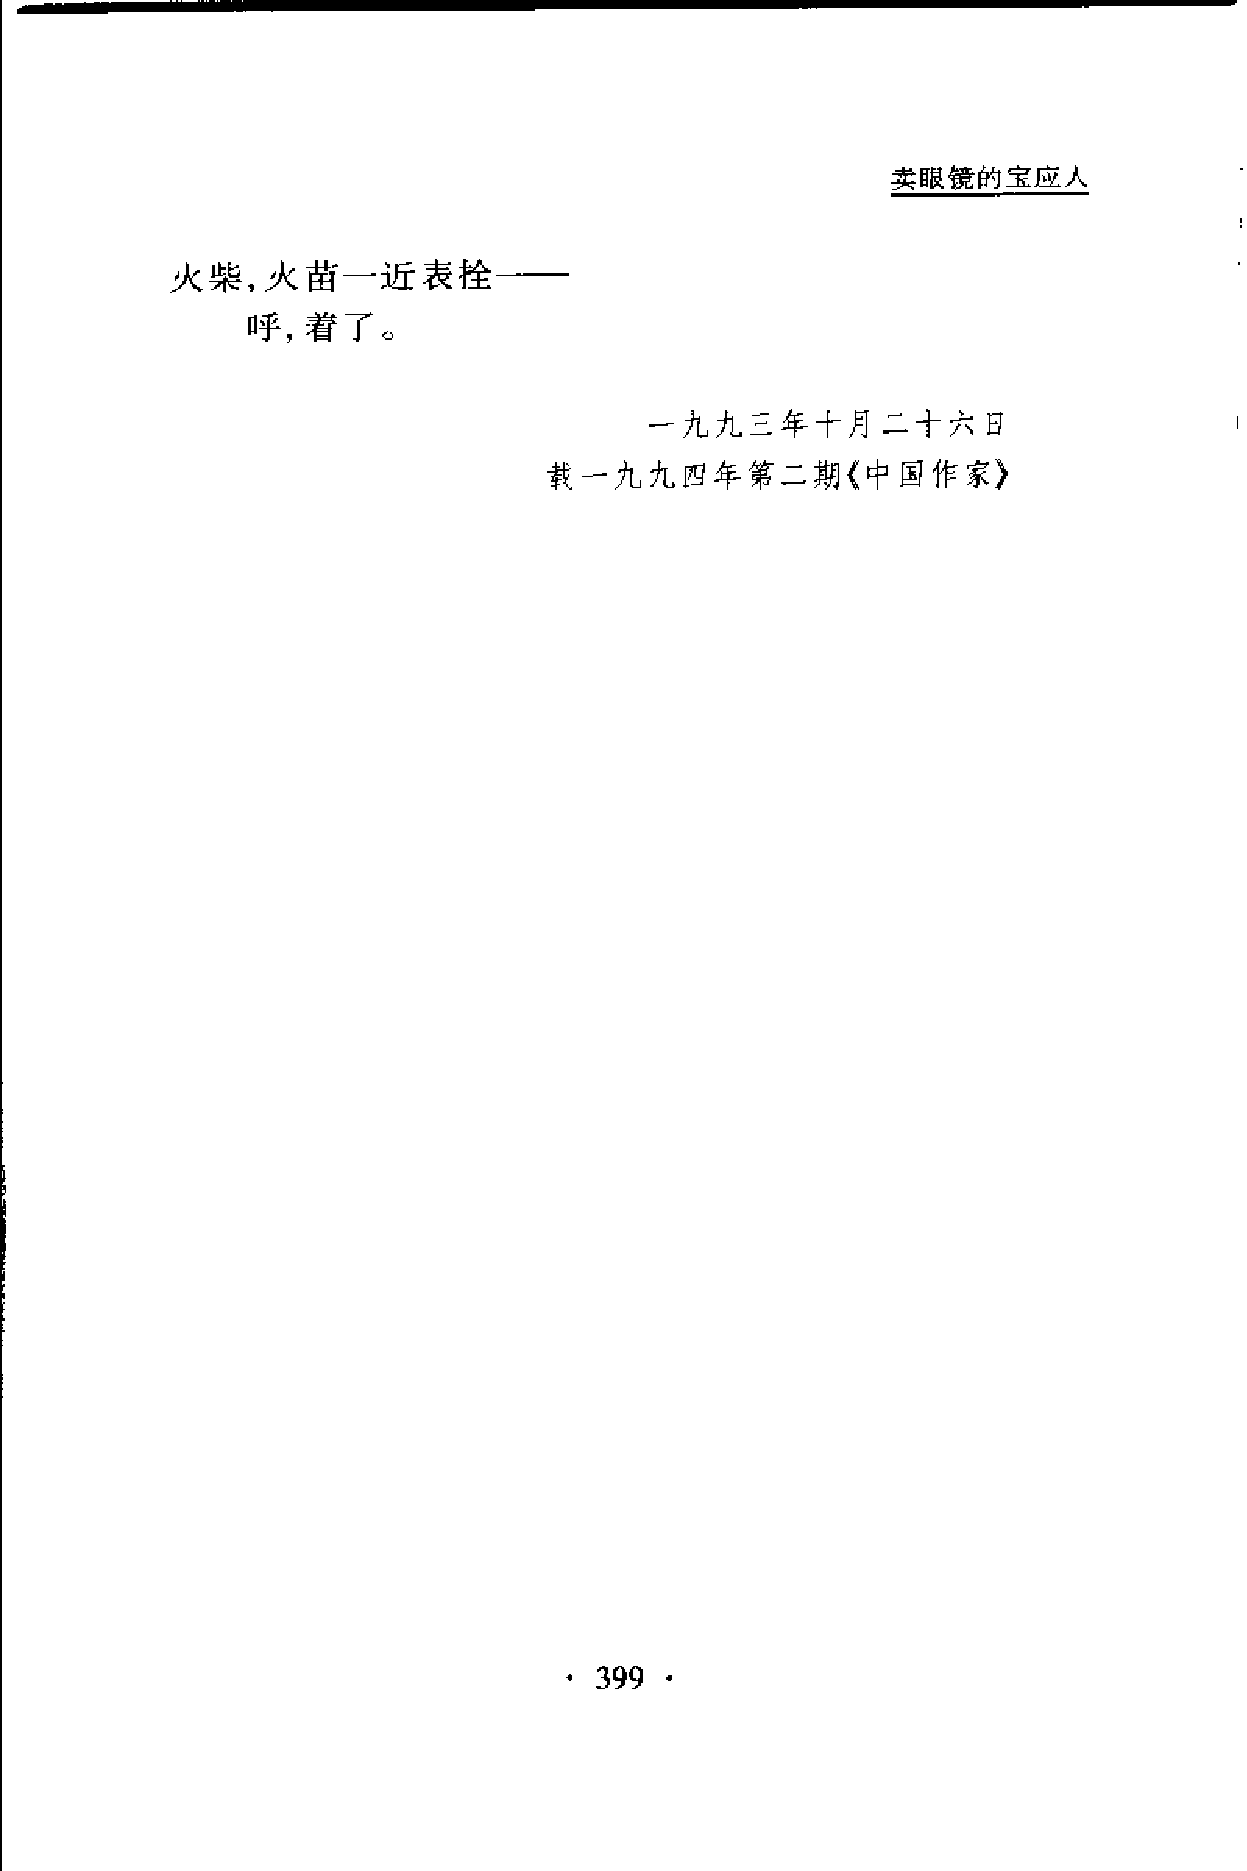 卖眼镜的宝应人
火柴,火苗一近表拴——
呼,着了。
一九九三年十月二十六日
载一九九四年第二期《中国作家》
· 399 ·